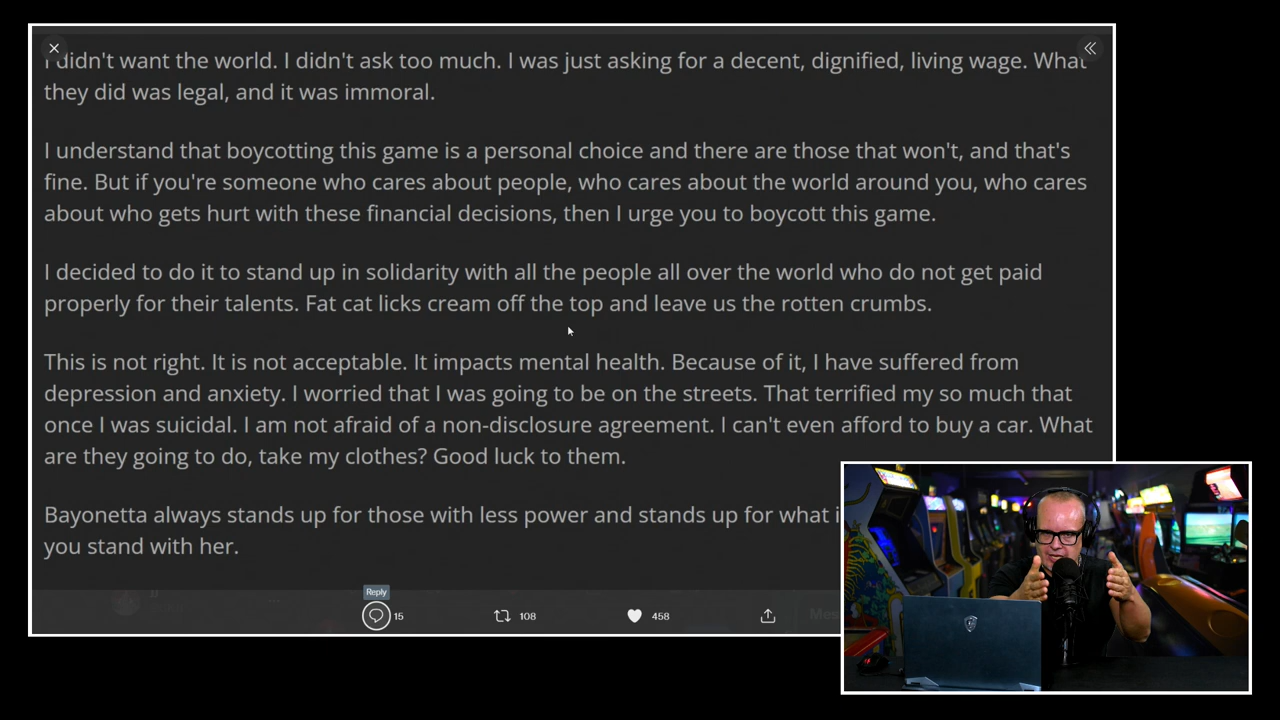 I didn't want the world. I didn't ask too much. I was just asking for a decent, dignified, living wage. What
they did was legal, and it was immoral.
I understand that boycotting this game is a personal choice and there are those that won't, and that's
fine. But if you're someone who cares about people, who cares about the world around you, who cares
about who gets hurt with these financial decisions, then I urge you to boycott this game.
I decided to do it to stand up in solidarity with all the people all over the world who do not get paid
properly for their talents. Fat cat licks cream off the top and leave us the rotten crumbs.
This is not right. It is not acceptable. It impacts mental health. Because of it, I have suffered from
depression and anxiety. I worried that I was going to be on the streets. That terrified my so much that
once I was suicidal. I am not afraid of a non-disclosure agreement. I can't even afford to buy a car. What
are they going to do, take my clothes? Good luck to them.
Bayonetta always stands up for those with less power and stands up for what
you stand with her.
Reply
15 108 458